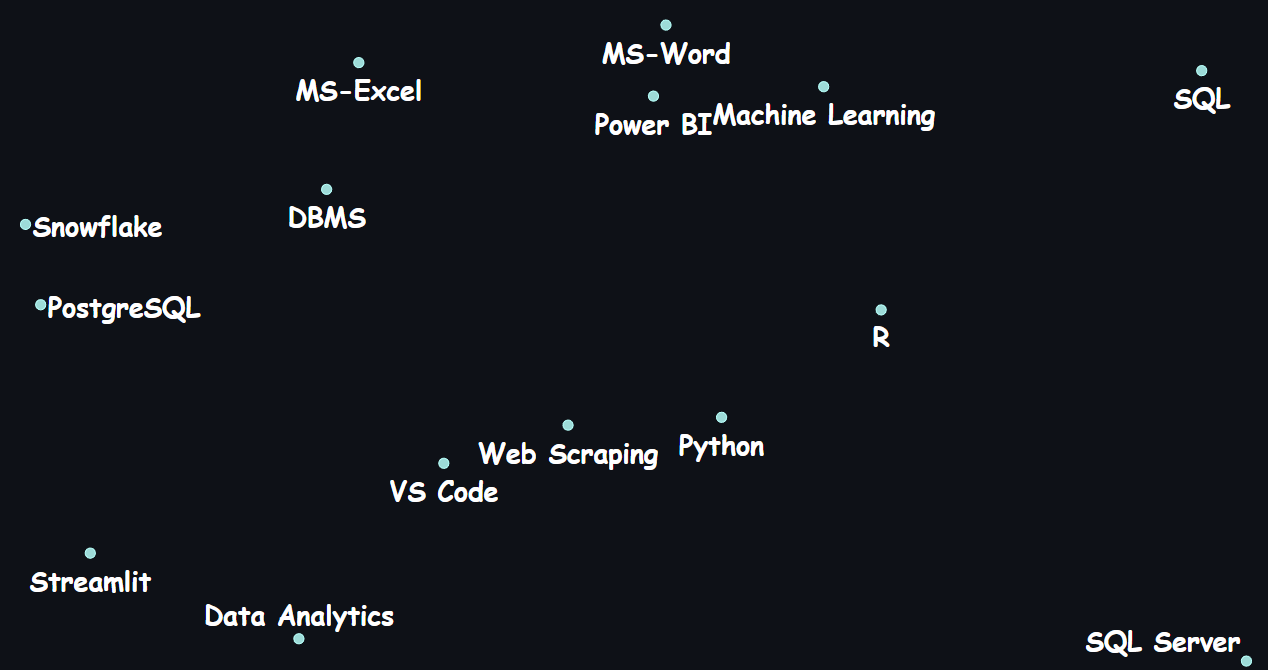 MS-Word
MS-Excel
SQL
Power BI
Machine Learning
DBMS
Snowflake
PostgreSQL
R
Python
Web Scraping
VS Code
Streamlit
Data Analytics
SQL Server